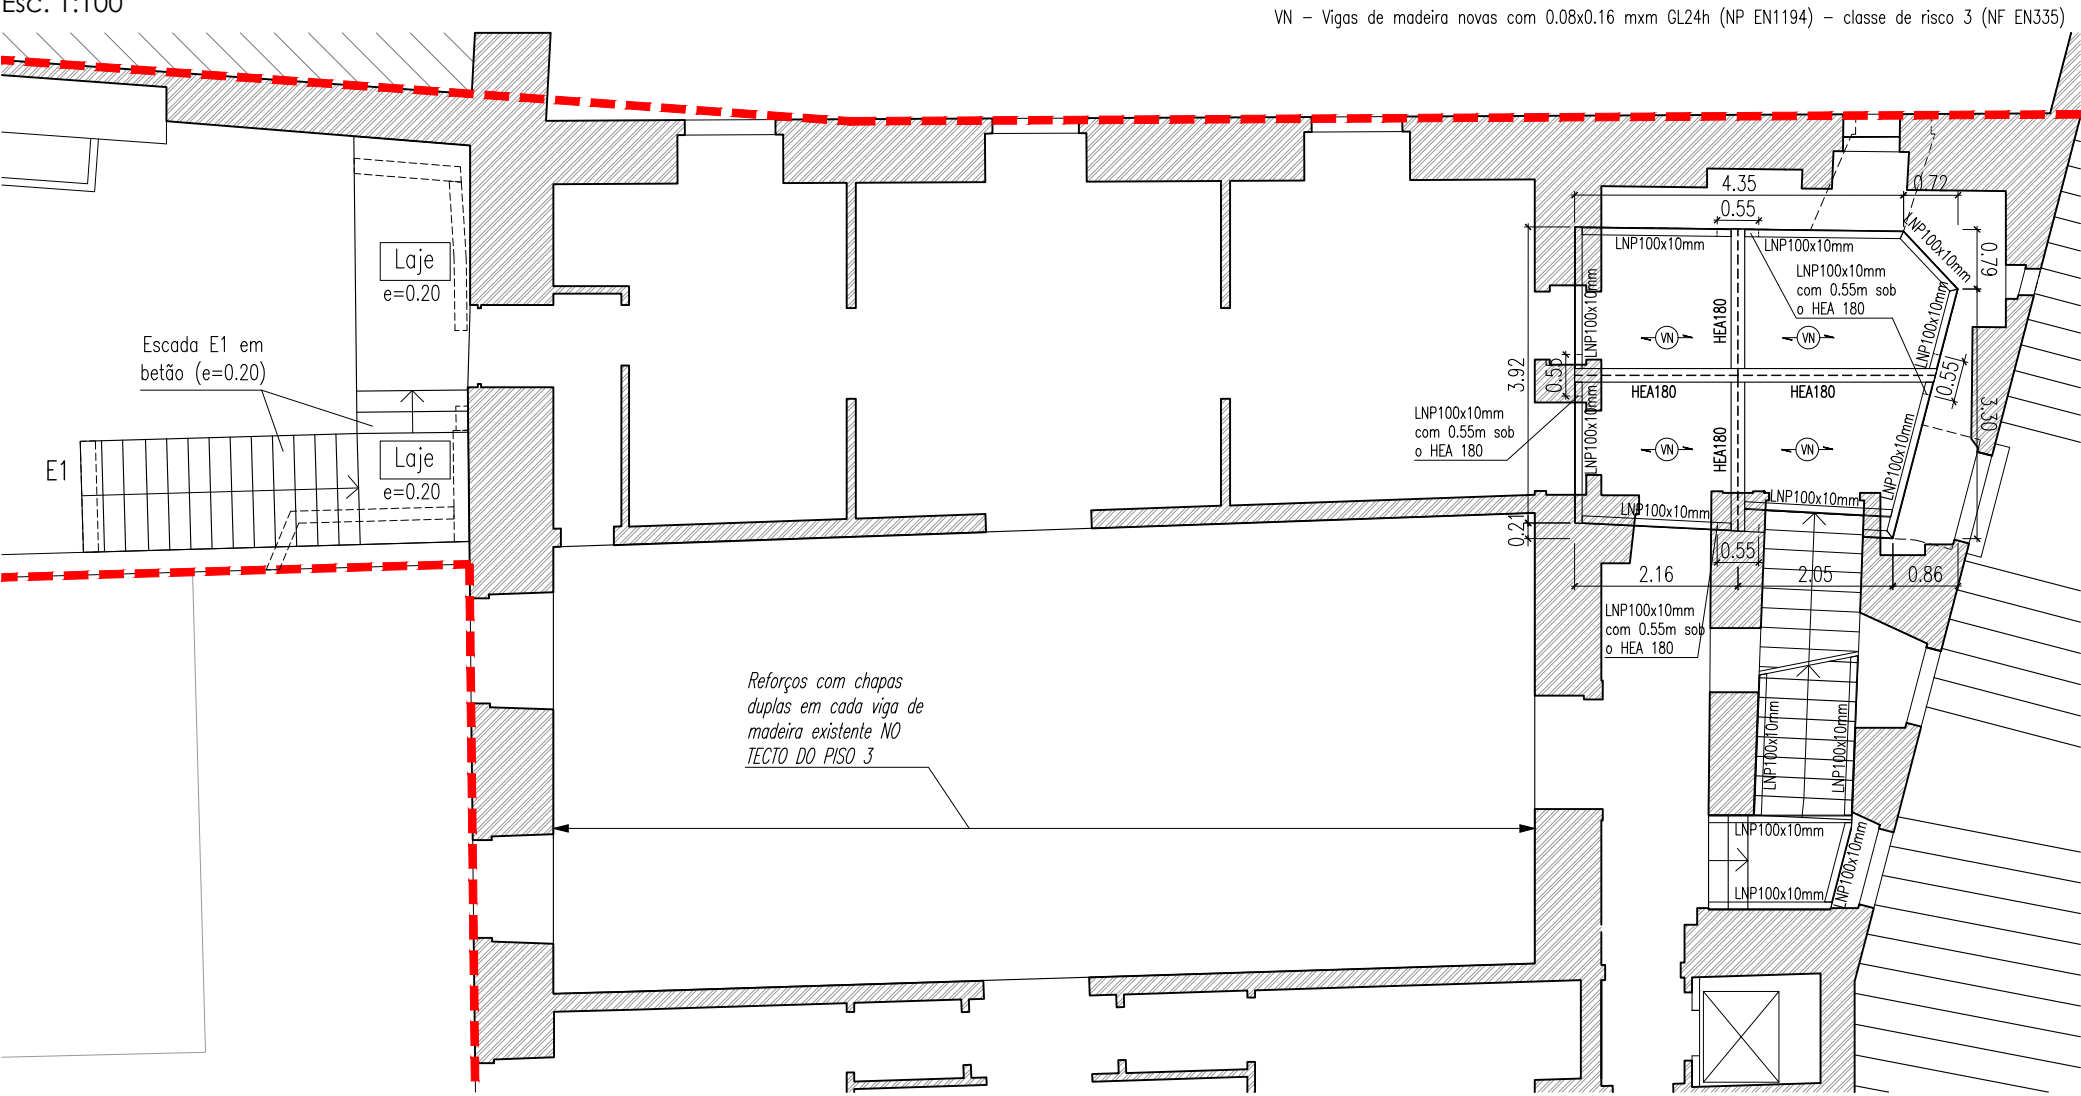 Esc. 1:100
VN - Vigas de madeira novas com 0.08x0.16 mxm GL24h (NP EN1194) - classe de risco 3 (NF EN335)
4.35
0.72
0.55
LNP100x10mm
LNP100x10mm
LNP100x10mm
0.79
LNP100x10mm
com 0.55m sob
o HEA 180
Laje
e=0.20
LNP100x10mm
HEA180
LNP100x10mm
VN
VN
Escada E1 em
betão (e=0.20)
3.92
0.55
0.55
HEA180
HEA180
3.30
LNP100x10mm
com 0.55m sob
o HEA 180
LNP100x10mm
HEA180
VN
VN
LNP100x10mm
Laje
e=0.20
E1
LNP100x10mm
LNP100x10mm
0.21
0.55
2.16
2.05
0.86
LNP100x10mm
com 0.55m sob
o HEA 180
Reforços com chapas
duplas em cada viga de
madeira existente NO
TECTO DO PISO 3
LNP100x10mm
LNP100x10mm
LNP100x10mm
LNP100x10mm
LNP100x10mm